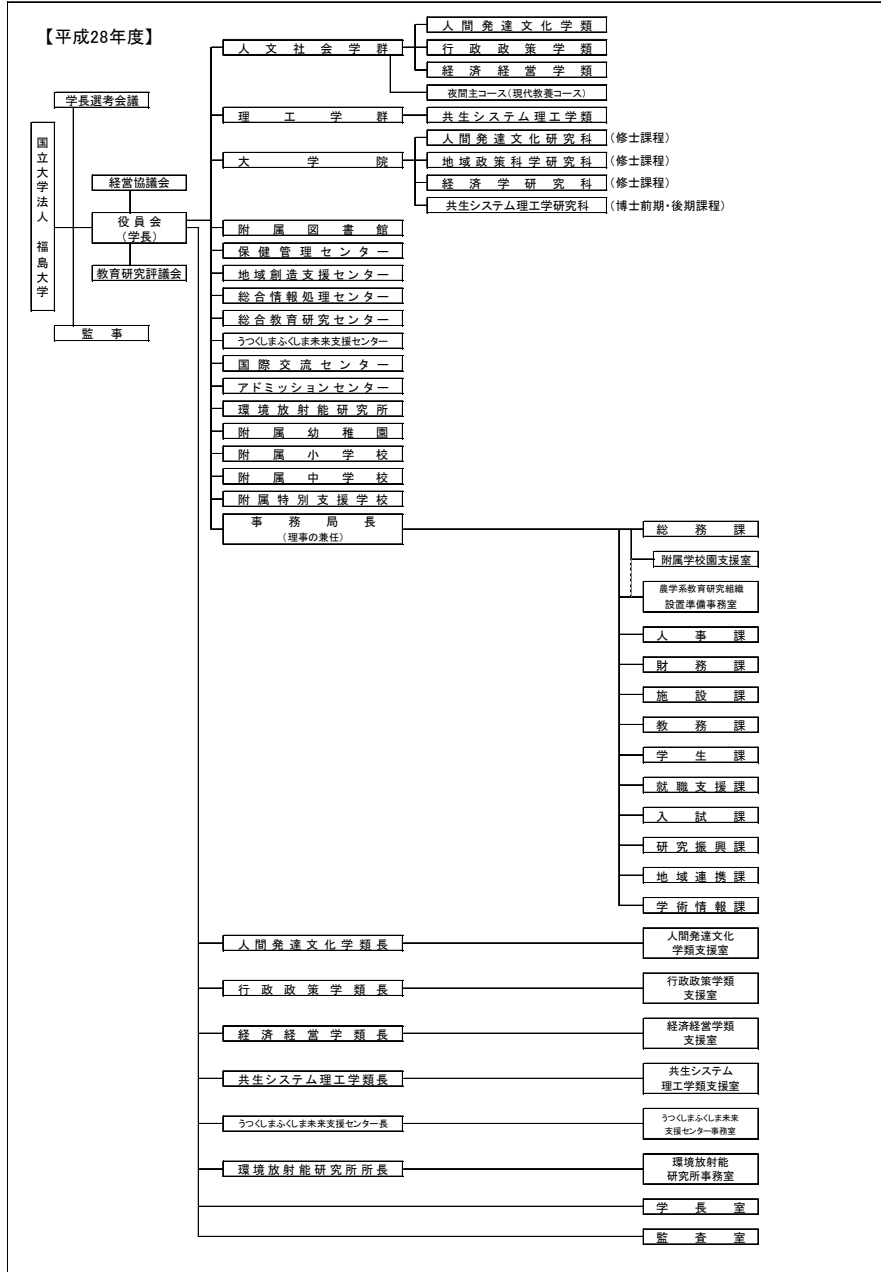 【平成28年度】
学長選考会議
国立大学法人 福島大学
経営協議会
役員会
(学長)
教育研究評議会
監事
人文社会学群
人間発達文化学類
行政政策学類
経済経営学類
夜間主コース(現代教養コース)
理工学群
共生システム理工学類
大学院
人間発達文化研究科 (修士課程)
地域政策科学研究科 (修士課程)
経済学研究科 (修士課程)
共生システム理工学研究科 (博士前期・後期課程)
附属図書館
保健管理センター
地域創造支援センター
総合情報処理センター
総合教育研究センター
うつくしまふくしま未来支援センター
国際交流センター
アドミッションセンター
環境放射能研究所
附属幼稚園
附属小学校
附属中学校
附属特別支援学校
事務局長
(理事の兼任)
総務課
附属学校園支援室
農学系教育研究組織
設置準備事務室
人事課
財務課
施設課
教務課
学生課
就職支援課
入試課
研究振興課
地域連携課
学術情報課
人間発達文化学類長
人間発達文化
学類支援室
行政政策学類長
行政政策学類
支援室
経済経営学類長
経済経営学類
支援室
共生システム理工学類長
共生システム
理工学類支援室
うつくしまふくしま未来支援センター長
うつくしまふくしま未来
支援センター事務室
環境放射能研究所所長
環境放射能
研究所事務室
学長室
監査室